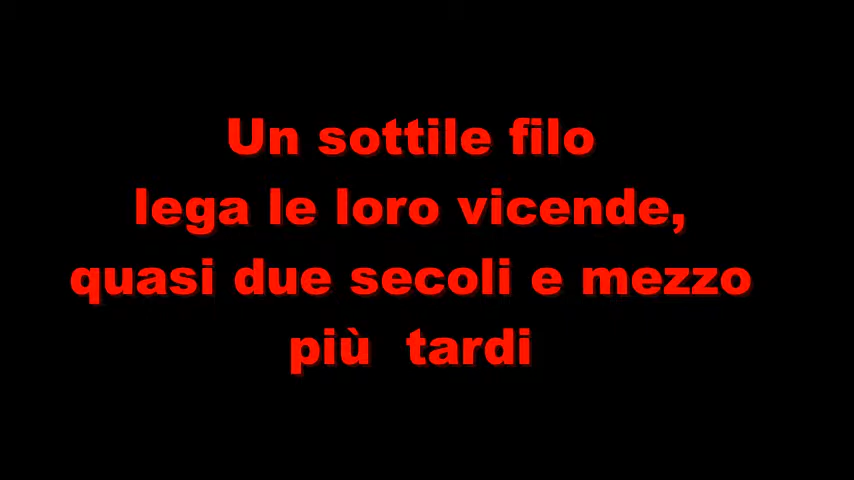 Un sottile filo
lega le loro vicende,
quasi due secoli e mezzo
più tardi